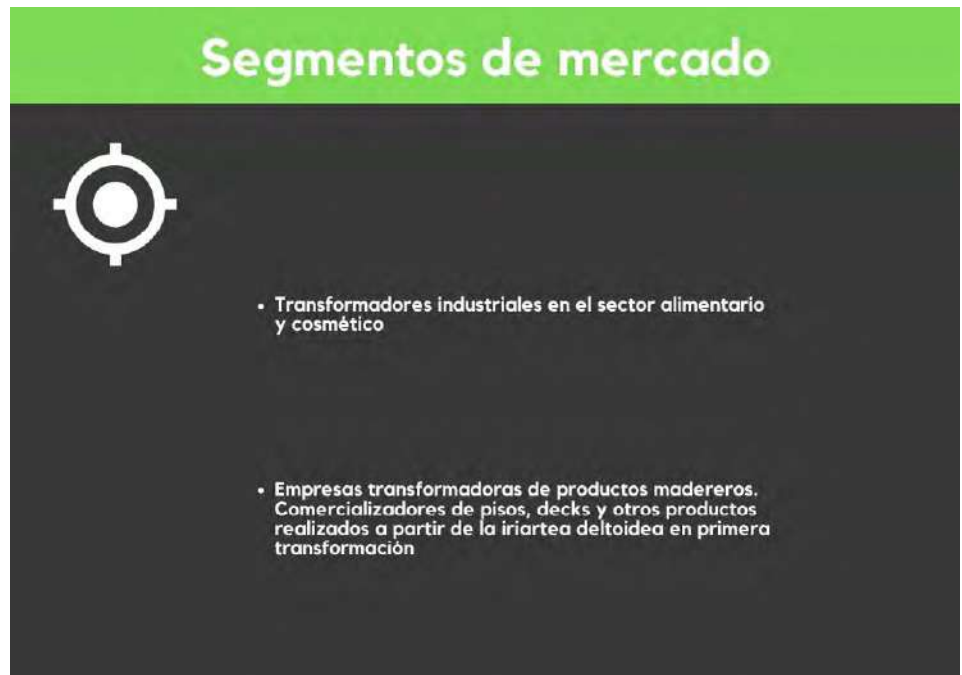 Segmentos de mercado
• Transformadores industriales en el sector alimentario
y cosmético
• Empresas transformadoras de productos madereros.
Comercializadores de pisos, decks y otros productos
realizados a partir de la iriartea deltoidea en primera
transformación